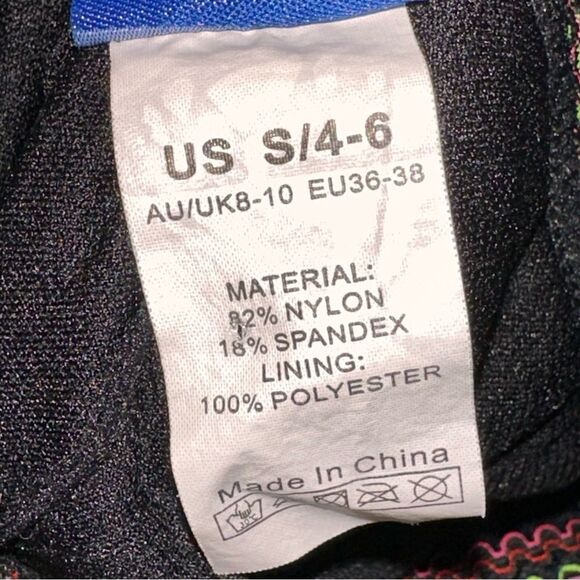 US S/4-6
AU/UK8-10 EU36-38
MATERIAL:
82% NYLON
18% SPANDEX
LINING:
100% POLYESTER
Made In China